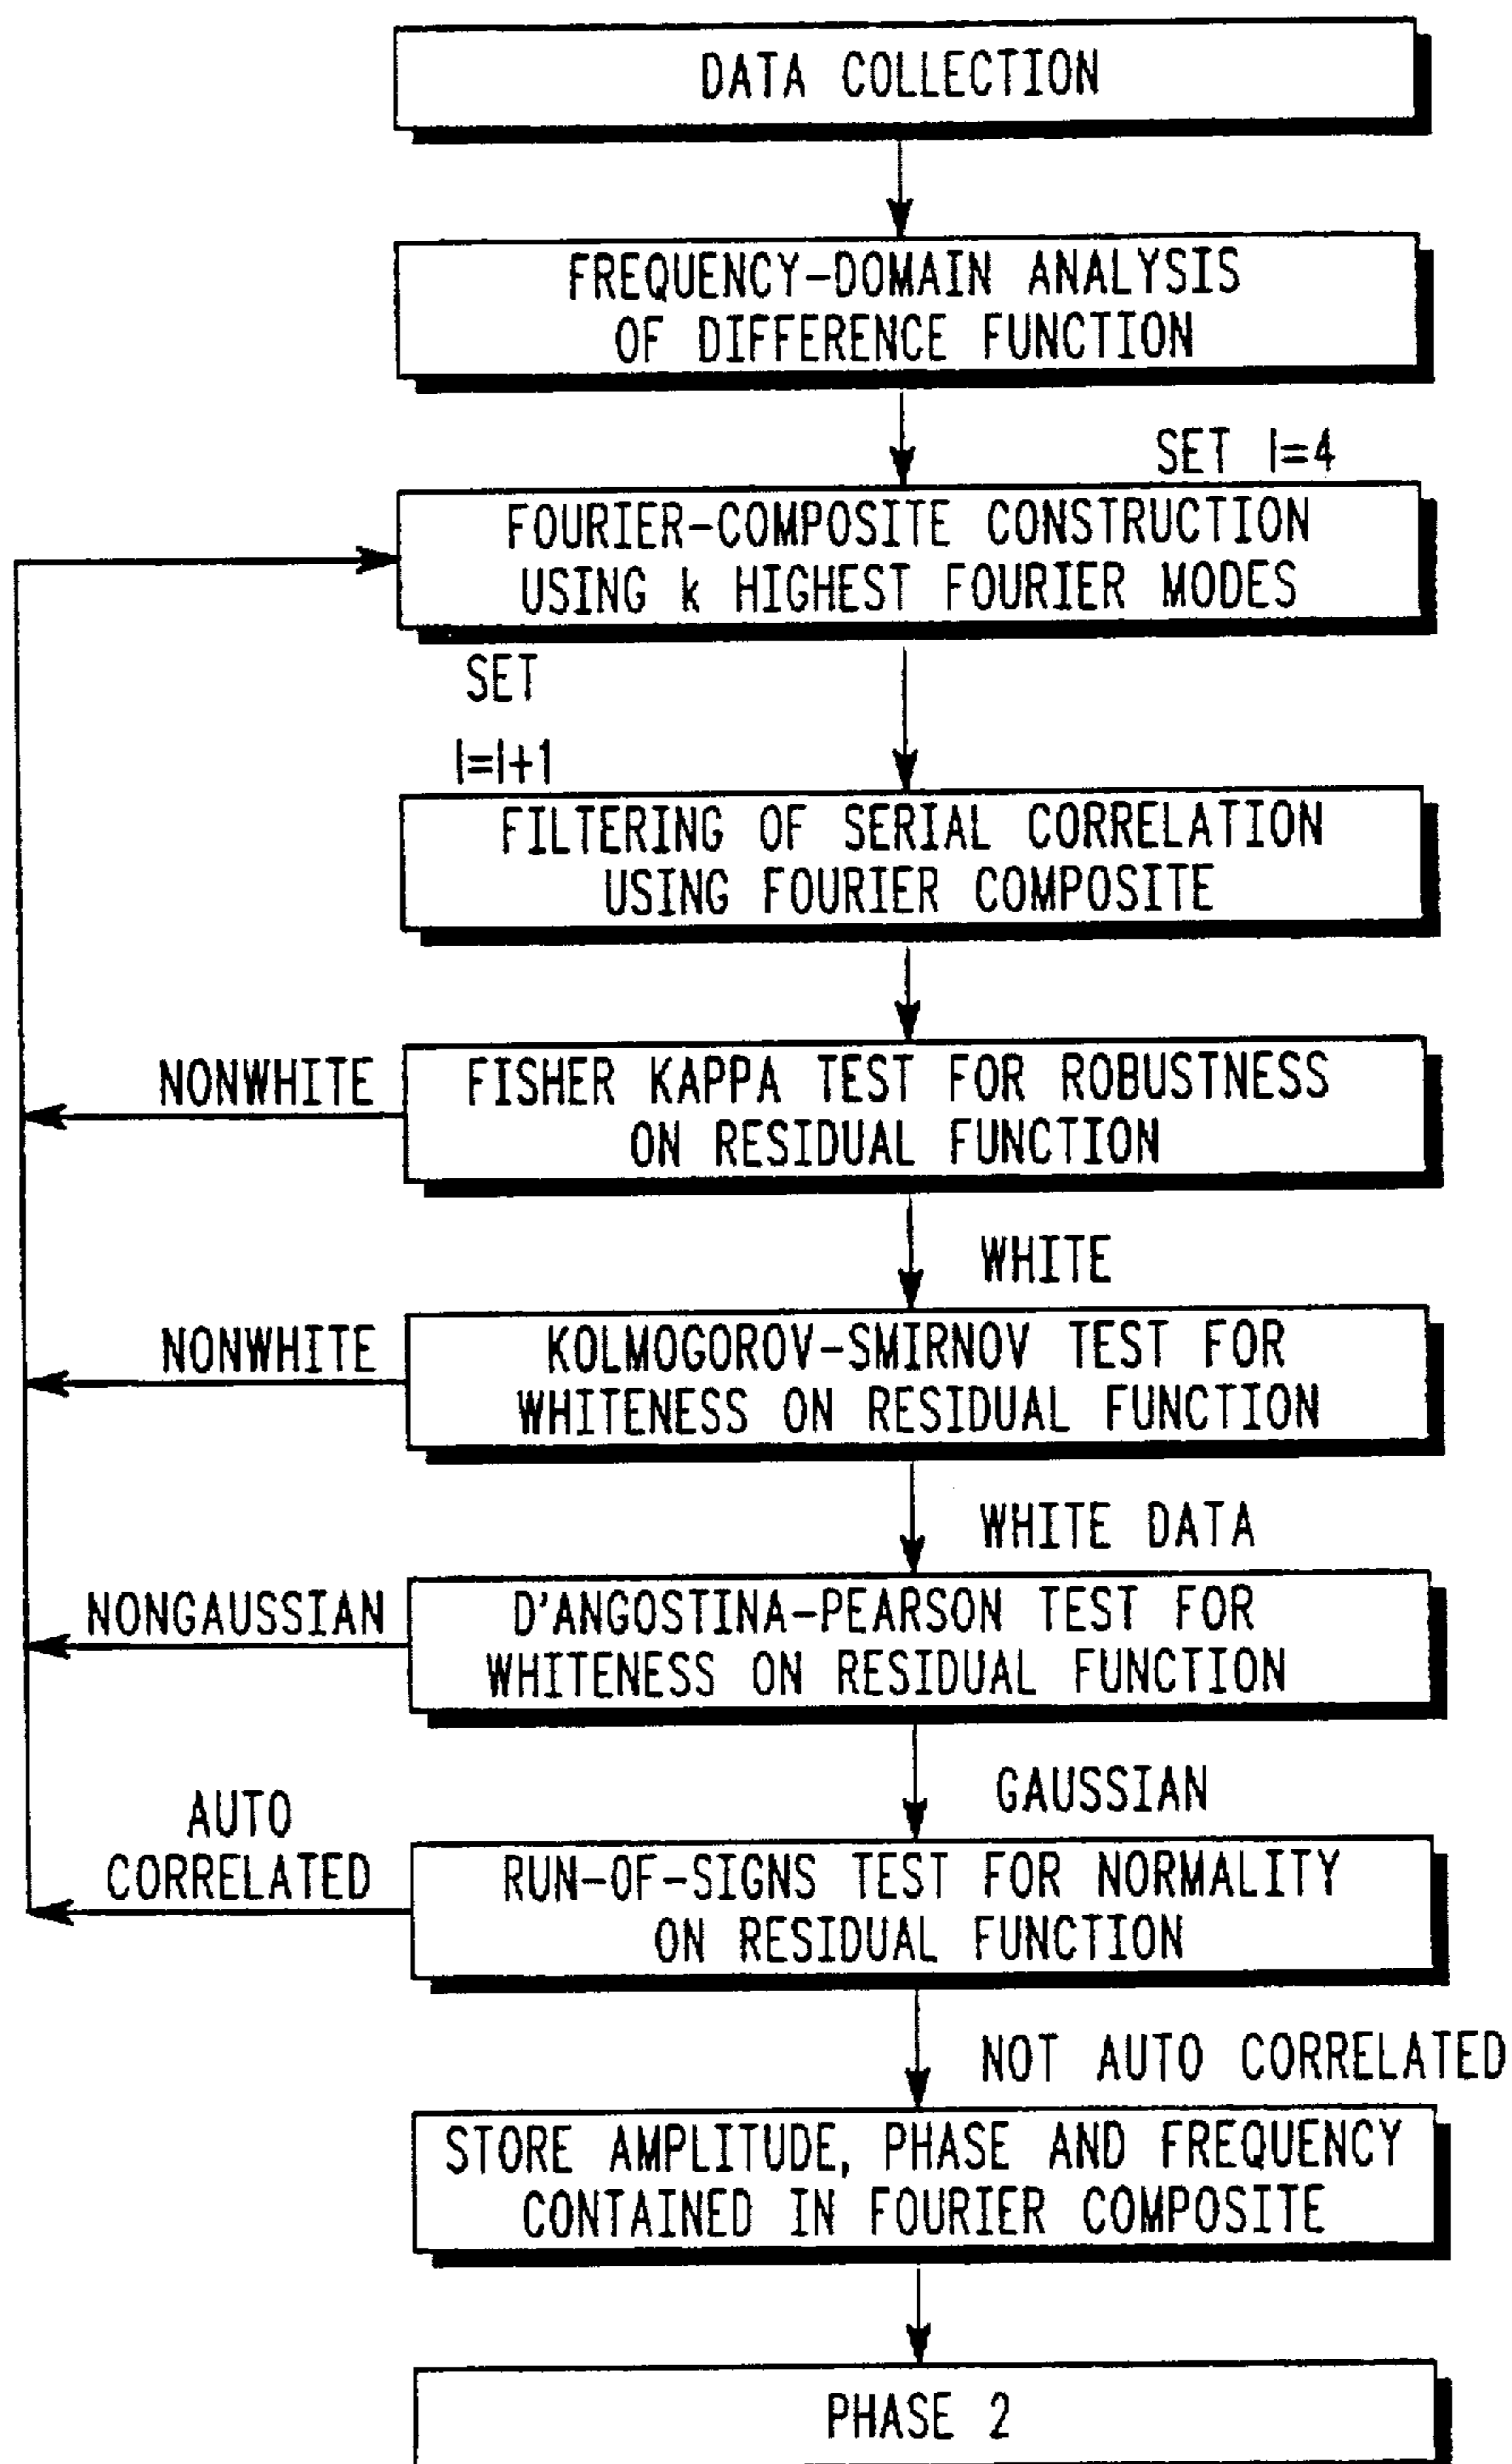 DATA COLLECTION
FREQUENCY-DOMAIN ANALYSIS
OF DIFFERENCE FUNCTION
SET I=4
FOURIER-COMPOSITE CONSTRUCTION
USING k HIGHEST FOURIER MODES
SET
I=I+1
FILTERING OF SERIAL CORRELATION
USING FOURIER COMPOSITE
NONWHITE
FISHER KAPPA TEST FOR ROBUSTNESS
ON RESIDUAL FUNCTION
WHITE
NONWHITE
KOLMOGOROV-SMIRNOV TEST FOR
WHITENESS ON RESIDUAL FUNCTION
WHITE DATA
NONGAUSSIAN
D'ANGOSTINA-PEARSON TEST FOR
WHITENESS ON RESIDUAL FUNCTION
GAUSSIAN
AUTO
CORRELATED
RUN-OF-SIGNS TEST FOR NORMALITY
ON RESIDUAL FUNCTION
NOT AUTO CORRELATED
STORE AMPLITUDE, PHASE AND FREQUENCY
CONTAINED IN FOURIER COMPOSITE
PHASE 2